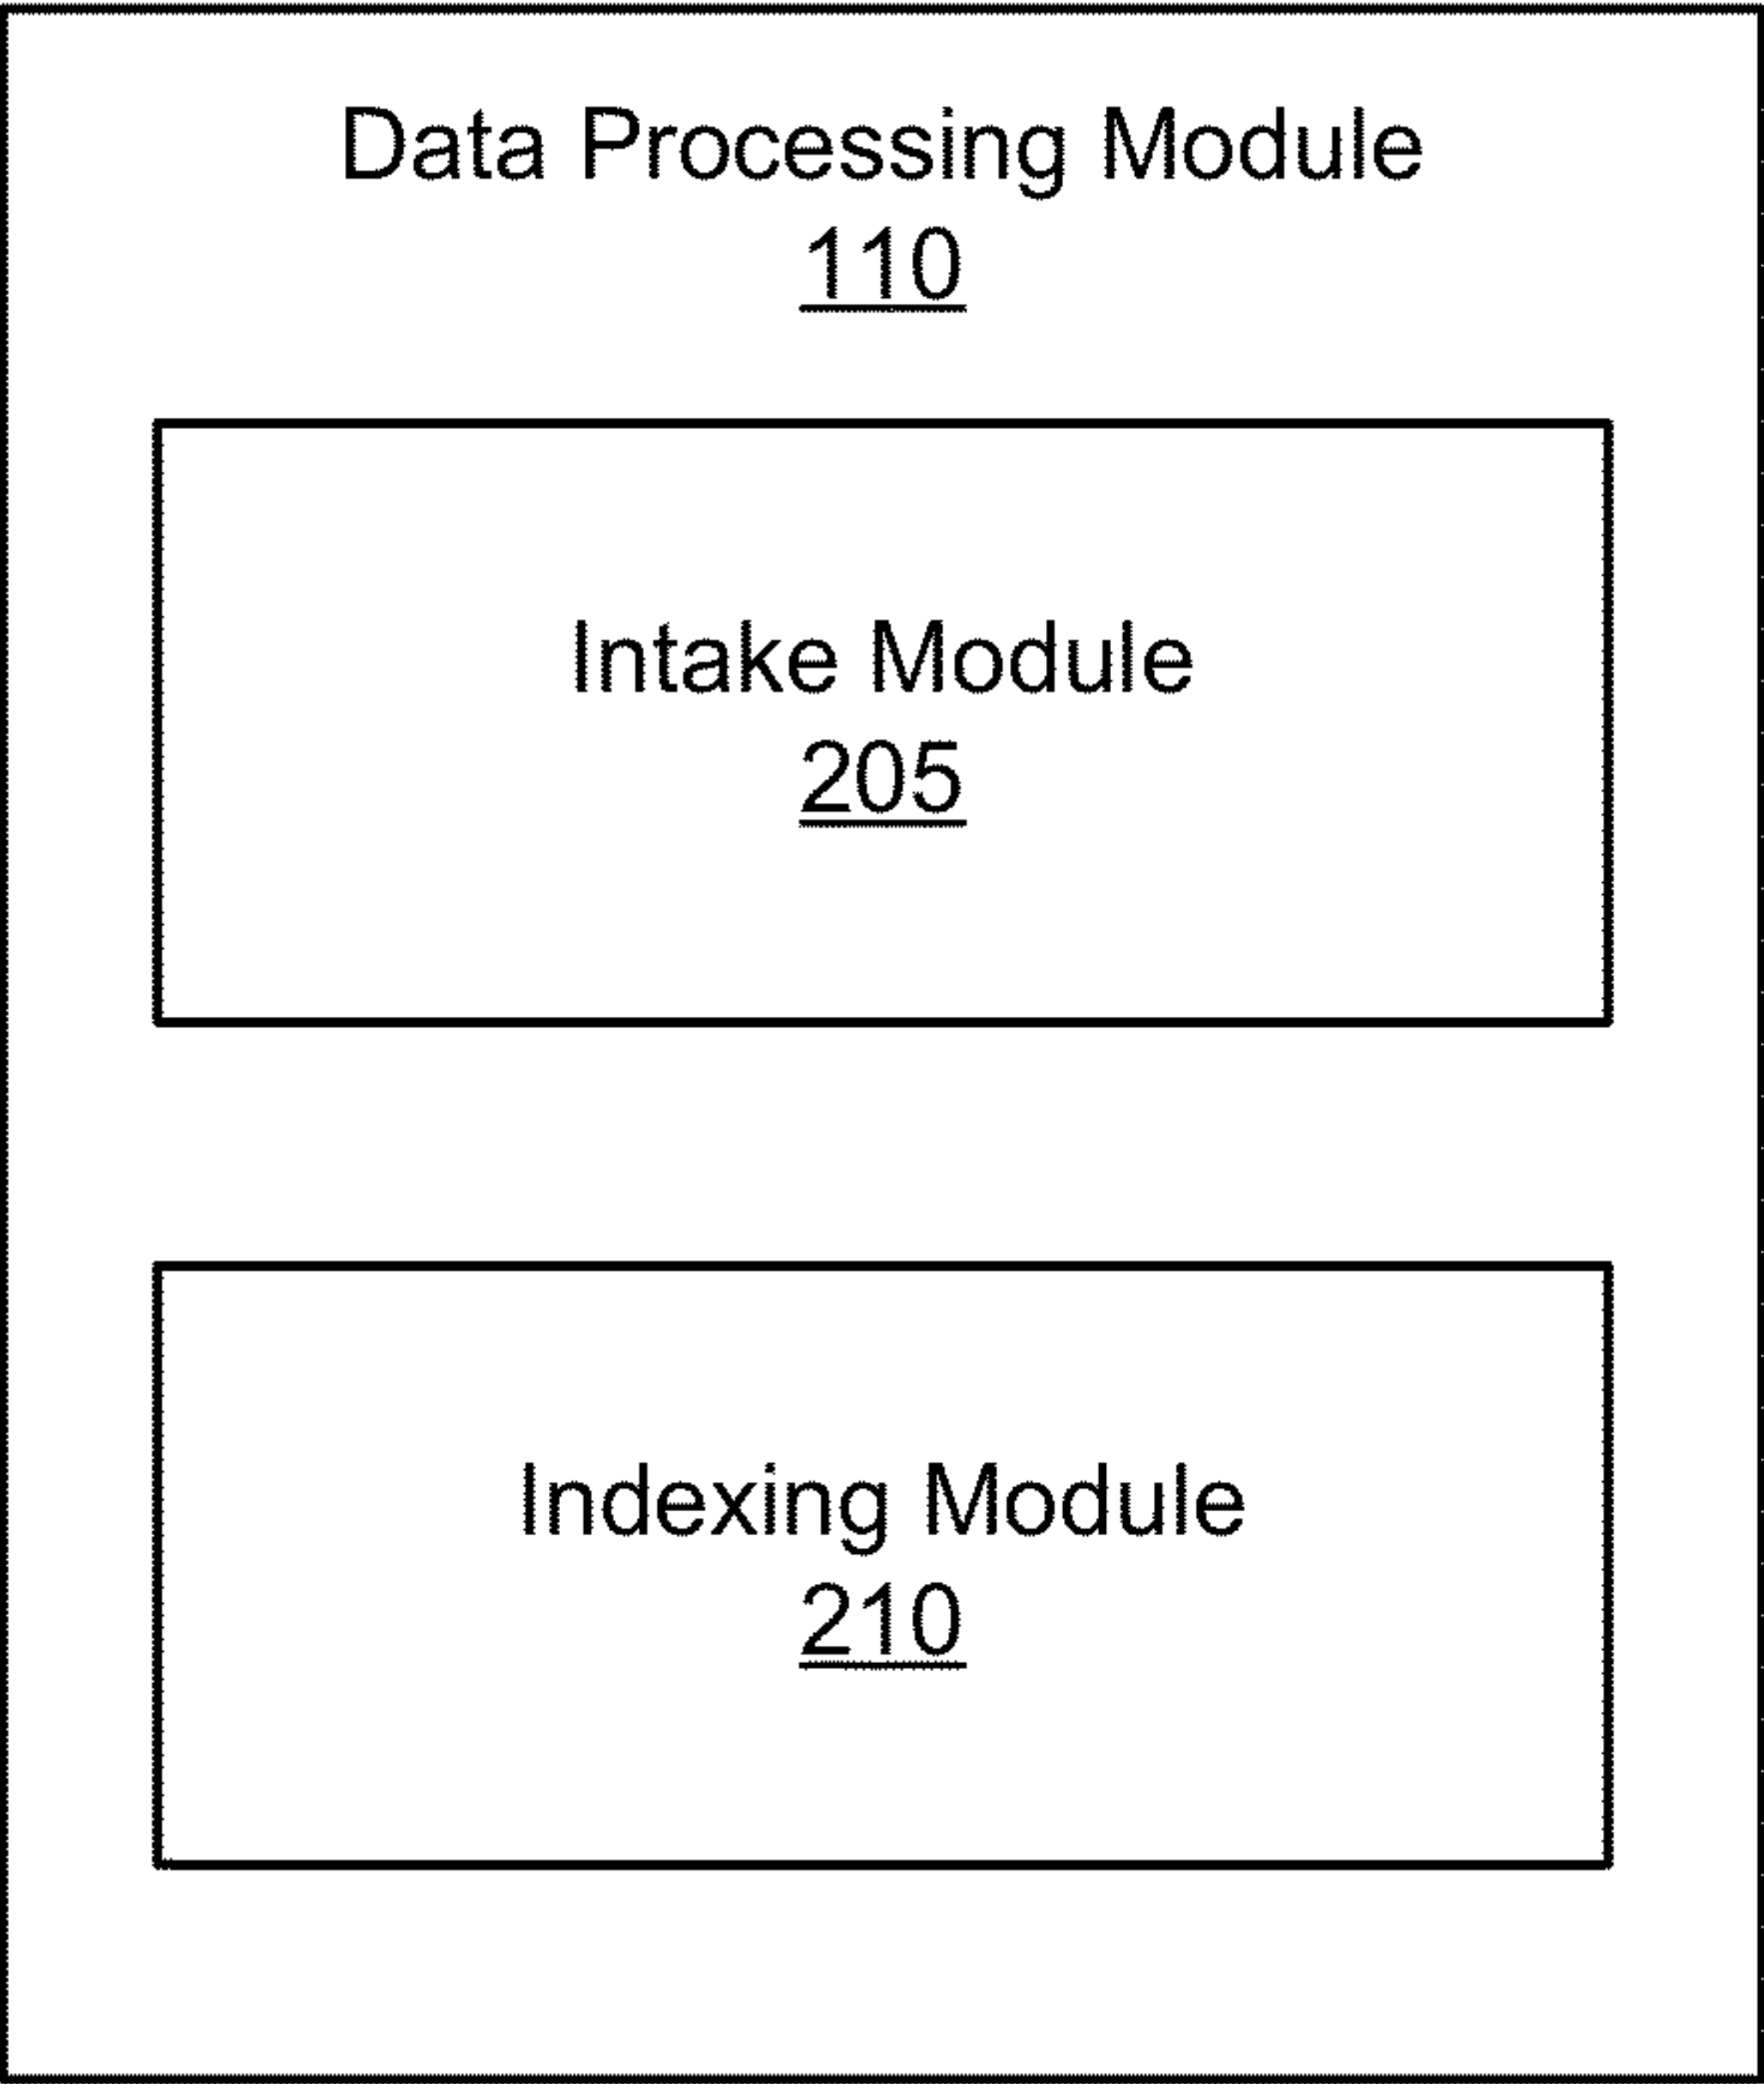 Data Processing Module
110
Intake Module
205
Indexing Module
210